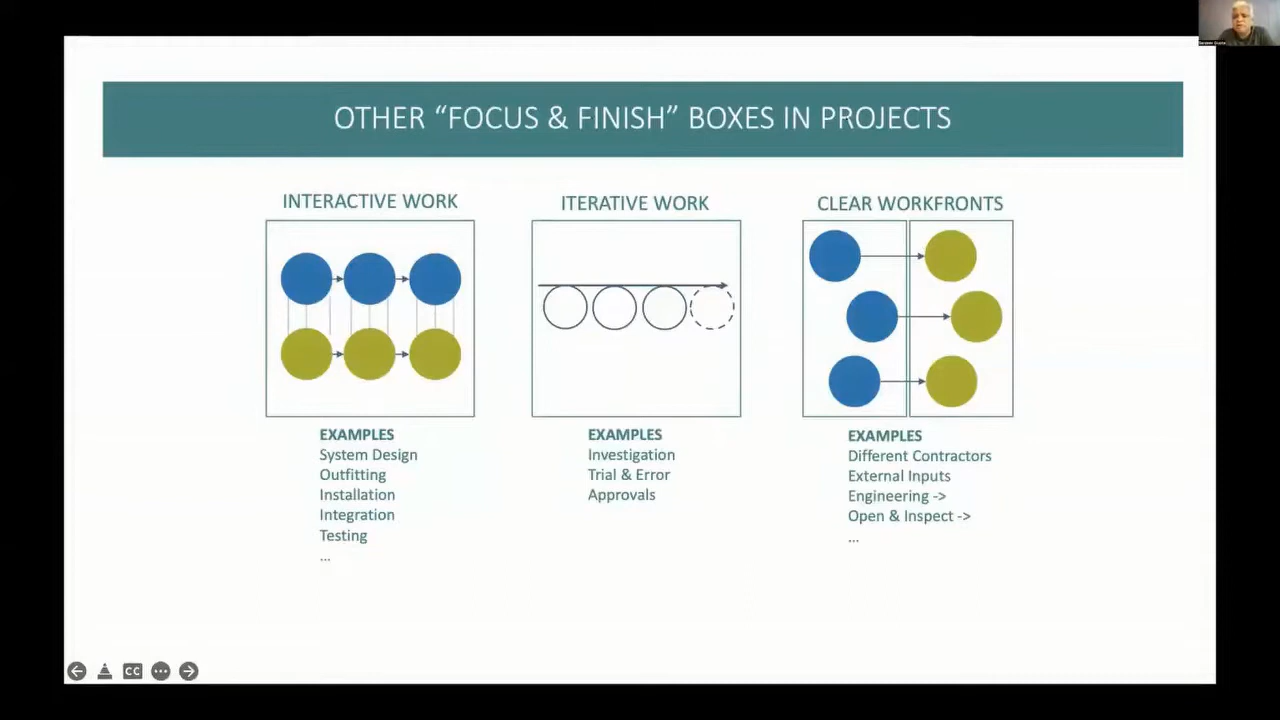 OTHER “FOCUS & FINISH” BOXES IN PROJECTS
INTERACTIVE WORK
EXAMPLES
System Design
Outfitting
Installation
Integration
Testing
...
ITERATIVE WORK
EXAMPLES
Investigation
Trial & Error
Approvals
CLEAR WORKFRONTS
EXAMPLES
Different Contractors
External Inputs
Engineering ->
Open & Inspect ->
...
CC